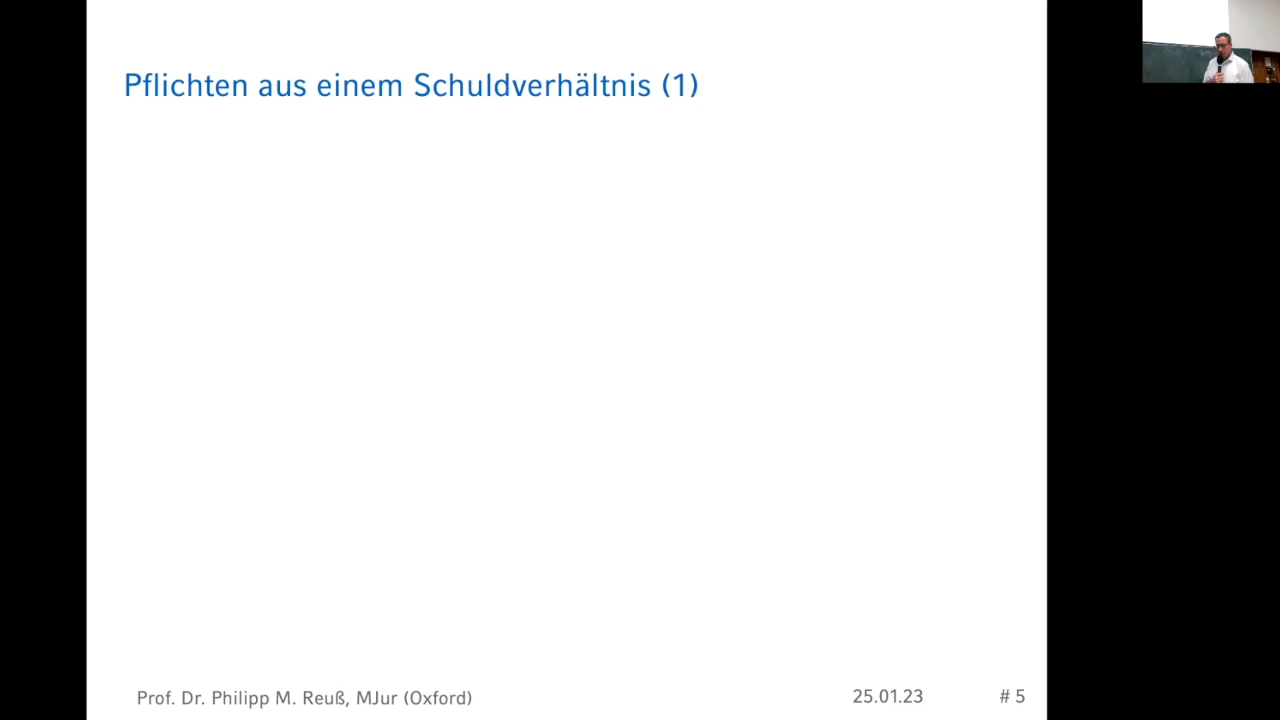 Pflichten aus einem Schuldverhältnis (1)
Prof. Dr. Philipp M. Reuß, MJur (Oxford)
25.01.23
# 5